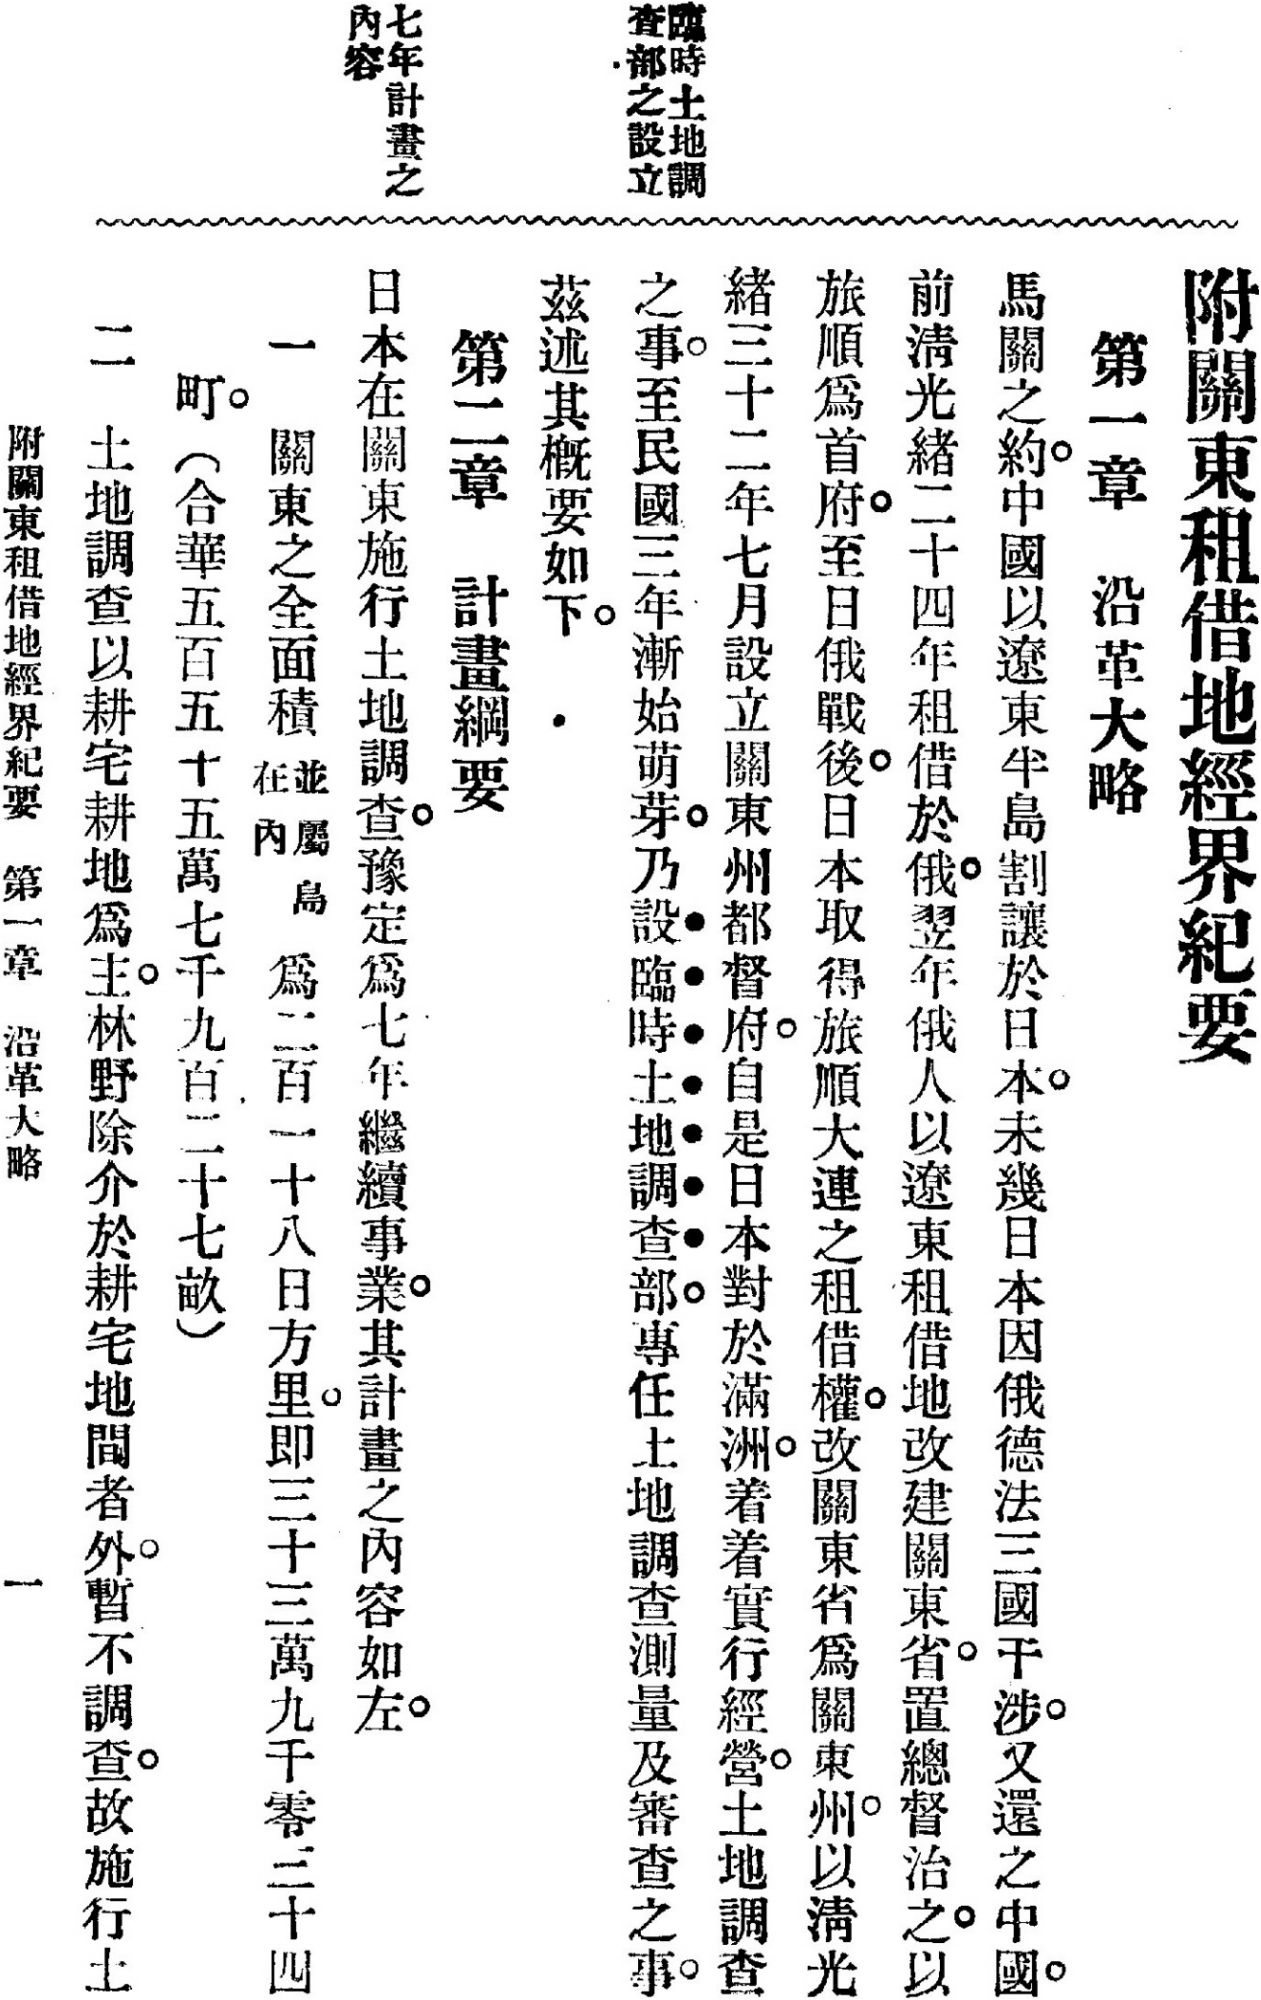 附關東租借地經界紀要
第一章　沿革大略
馬關之約。中國以遼東半島割讓於日本。未幾日本因俄德法三國干涉。又還之中國。
前淸光緖二十四年租借於俄。翌年俄人以遼東租借地改建關東省。置總督治之。以
旅順爲首府。至日俄戰後。日本取得旅順大連之租借權。改關東省爲關東州。以淸光
緖三十二年七月設立關東州都督府。自是日本對於滿洲。着着實行經營。土地調查
之事。至民國三年漸始萌芽。乃設臨時土地調查部。專任土地調查測量及審查之事。
茲述其槪要如下。
臨時土地調
查部之設立
第二章　計畫綱要
日本在關東施行土地調查。豫定爲七年繼續事業。其計畫之內容如左。
七年計畫之
內容
一　關東之全面積並屬島在內爲二百一十八日方里。即三十三萬九千零三十四
町。（合華五百五十五萬七千九百二十七畝）
二　土地調查以耕宅耕地爲主。林野除介於耕宅地間者外。暫不調查。故施行土
附關東租借地經界紀要　第一章　沿革大略　一